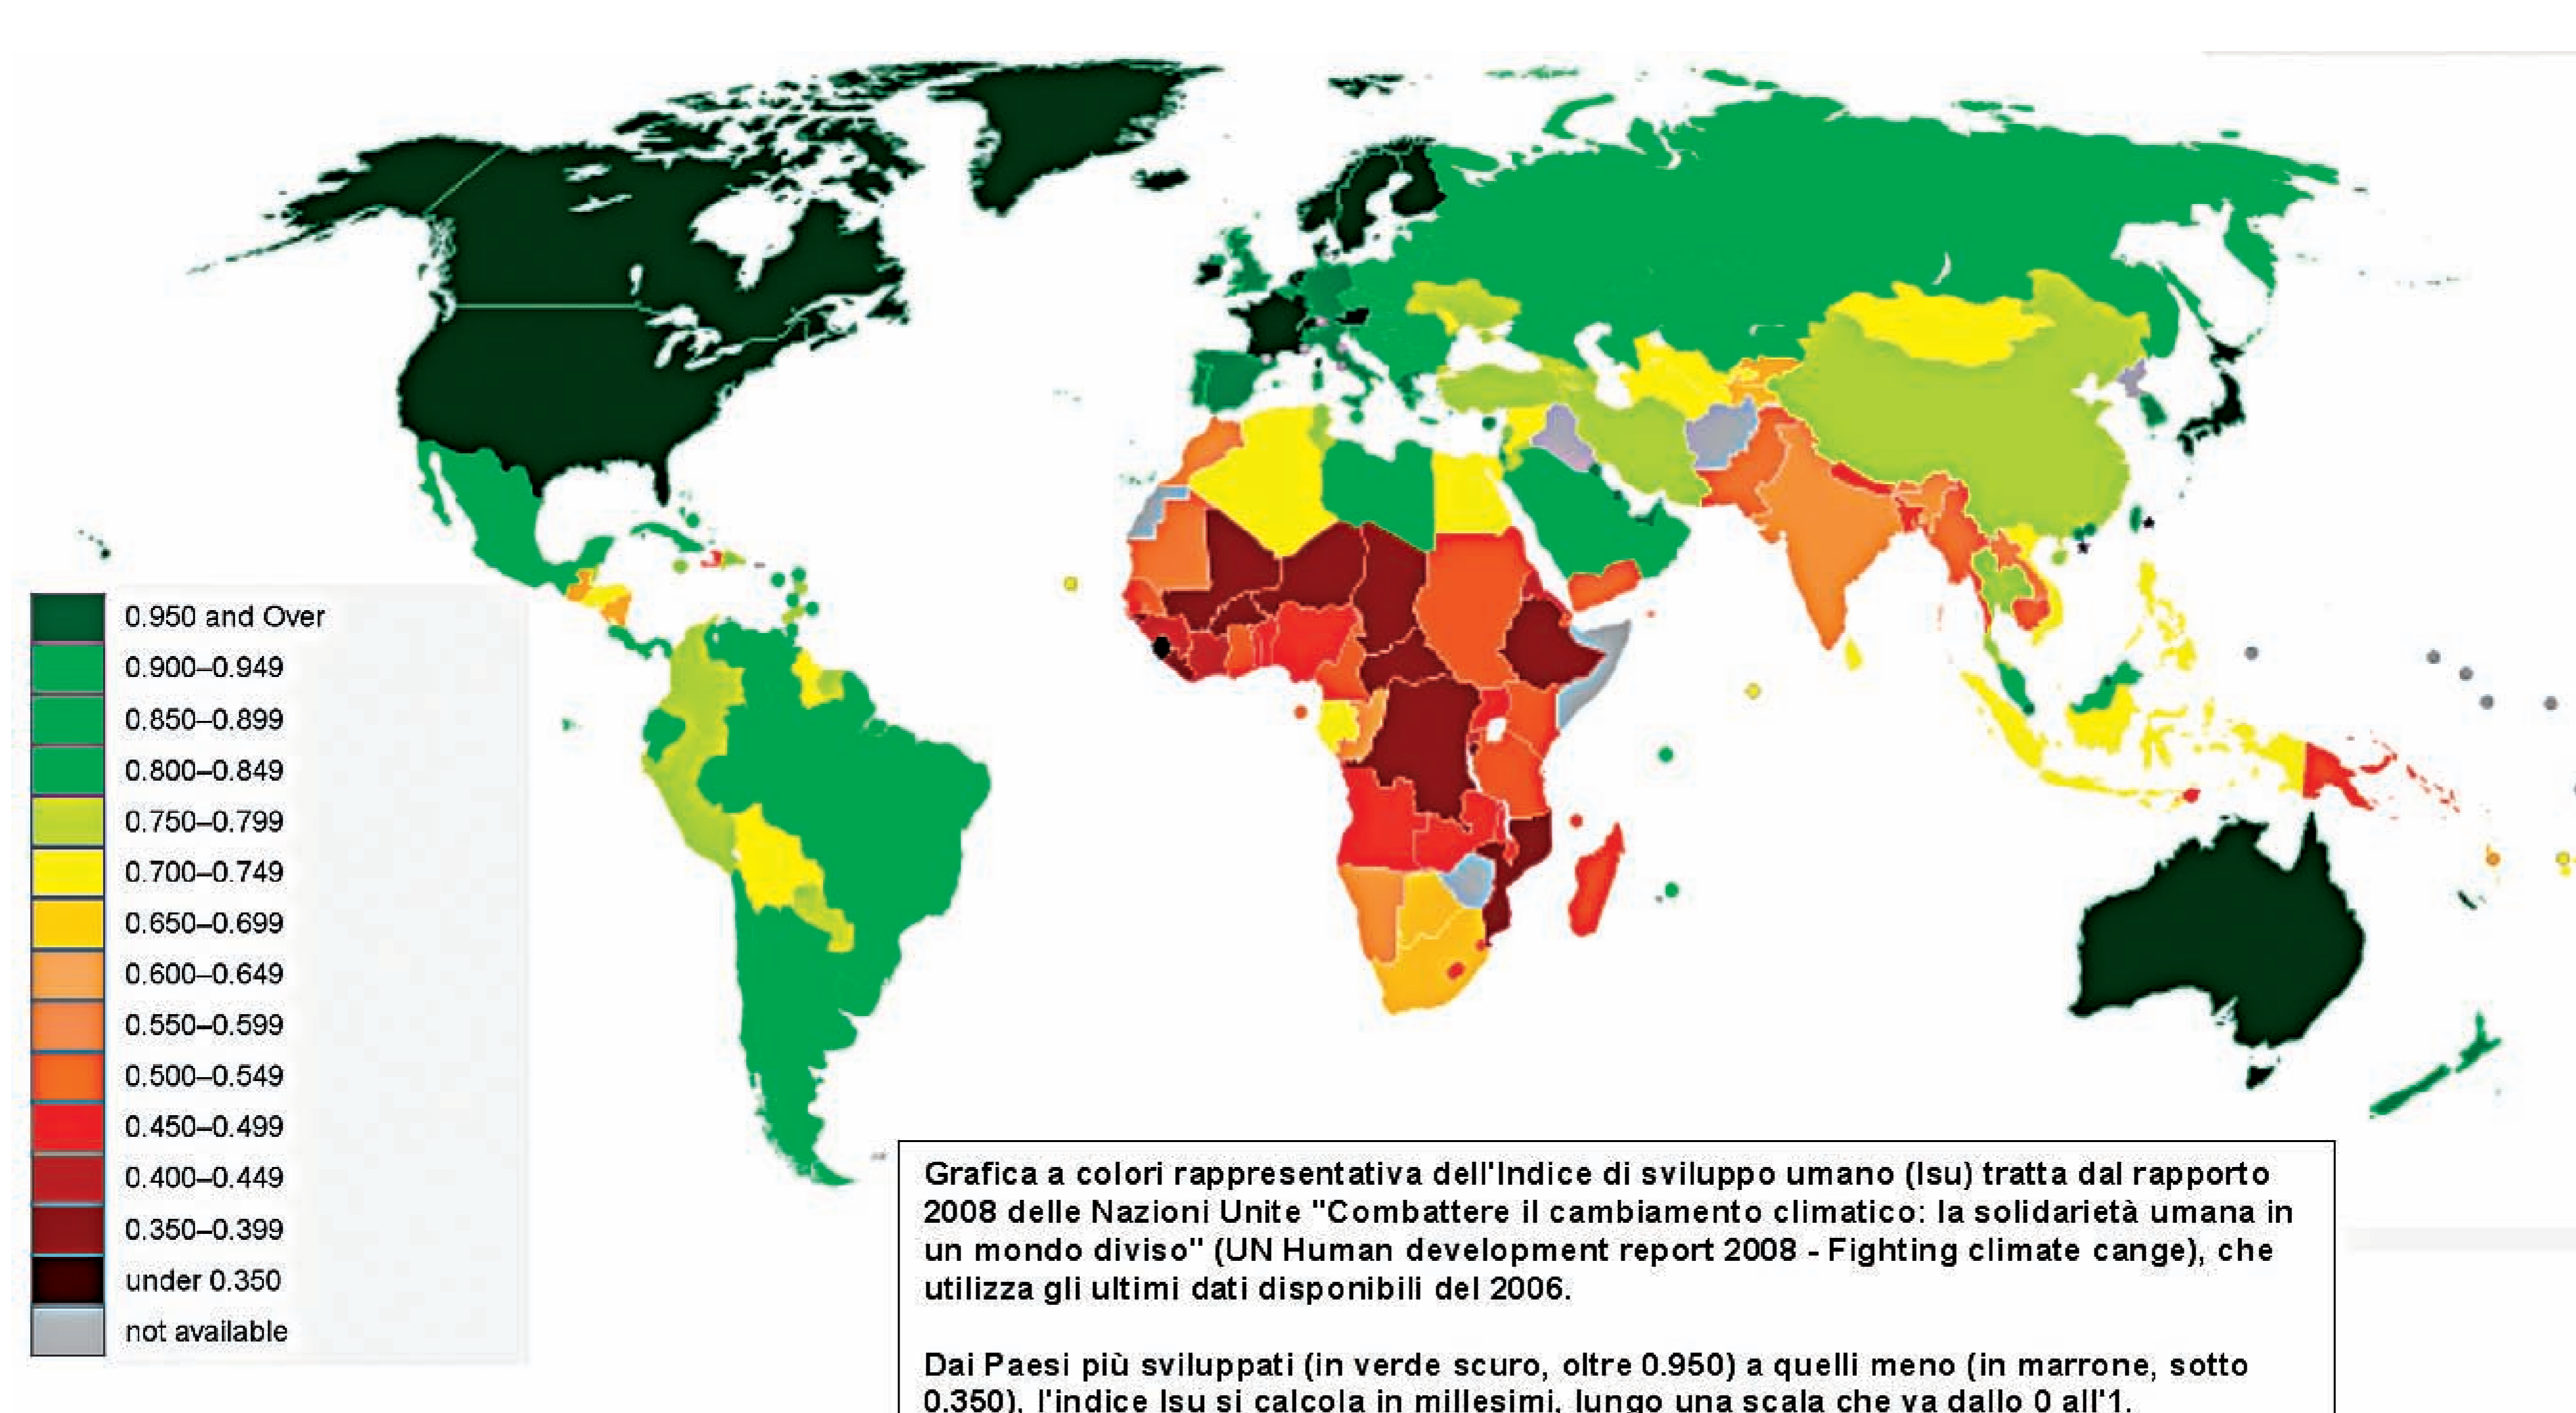 0.950 and Over
0.900–0.949
0.850–0.899
0.800–0.849
0.750–0.799
0.700–0.749
0.650–0.699
0.600–0.649
0.550–0.599
0.500–0.549
0.450–0.499
0.400–0.449
0.350–0.399
under 0.350
not available
Grafica a colori rappresentativa dell'Indice di sviluppo umano (Isu) tratta dal rapporto
2008 delle Nazioni Unite "Combattere il cambiamento climatico: la solidarietà umana in
un mondo diviso" (UN Human development report 2008 - Fighting climate cange), che
utilizza gli ultimi dati disponibili del 2006.
Dai Paesi più sviluppati (in verde scuro, oltre 0.950) a quelli meno (in marrone, sotto
0.350), l'indice Isu si calcola in millesimi, lungo una scala che va dallo 0 all'1.